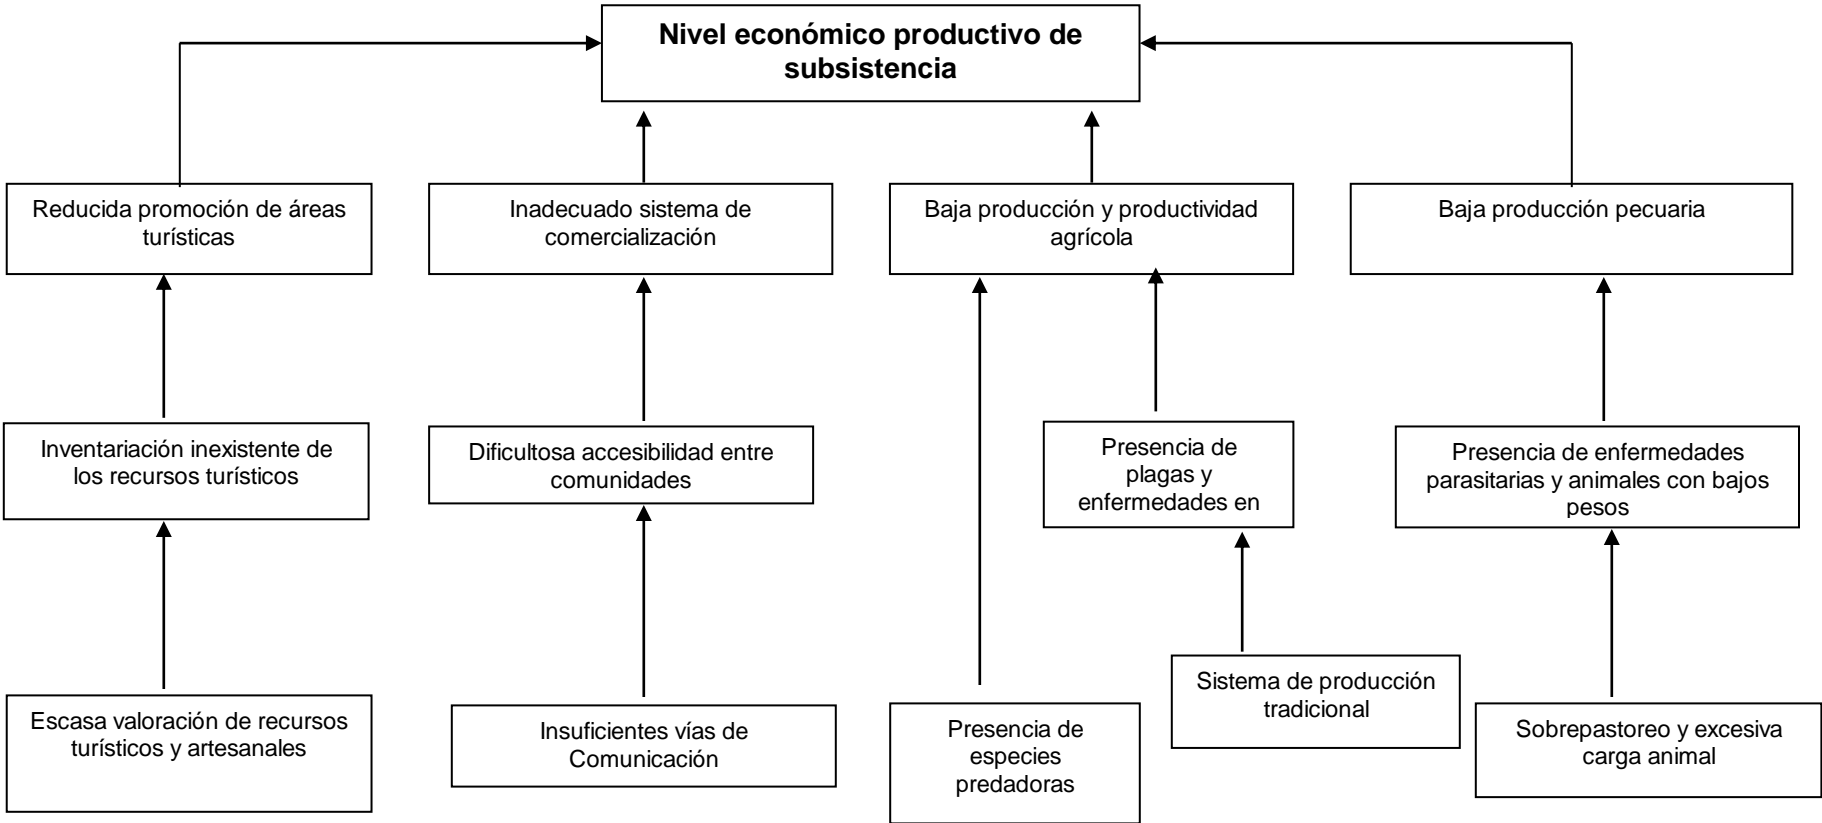 Nivel económico productivo de
subsistencia
Reducida promoción de áreas
turísticas
Inadecuado sistema de
comercialización
Baja producción y productividad
agrícola
Baja producción pecuaria
Inventariación inexistente de
los recursos turísticos
Dificultosa accesibilidad entre
comunidades
Presencia de
plagas y
enfermedades en
Presencia de enfermedades
parasitarias y animales con bajos
pesos
Escasa valoración de recursos
turísticos y artesanales
Insuficientes vías de
Comunicación
Presencia de
especies
predadoras
Sistema de producción
tradicional
Sobrepastoreo y excesiva
carga animal